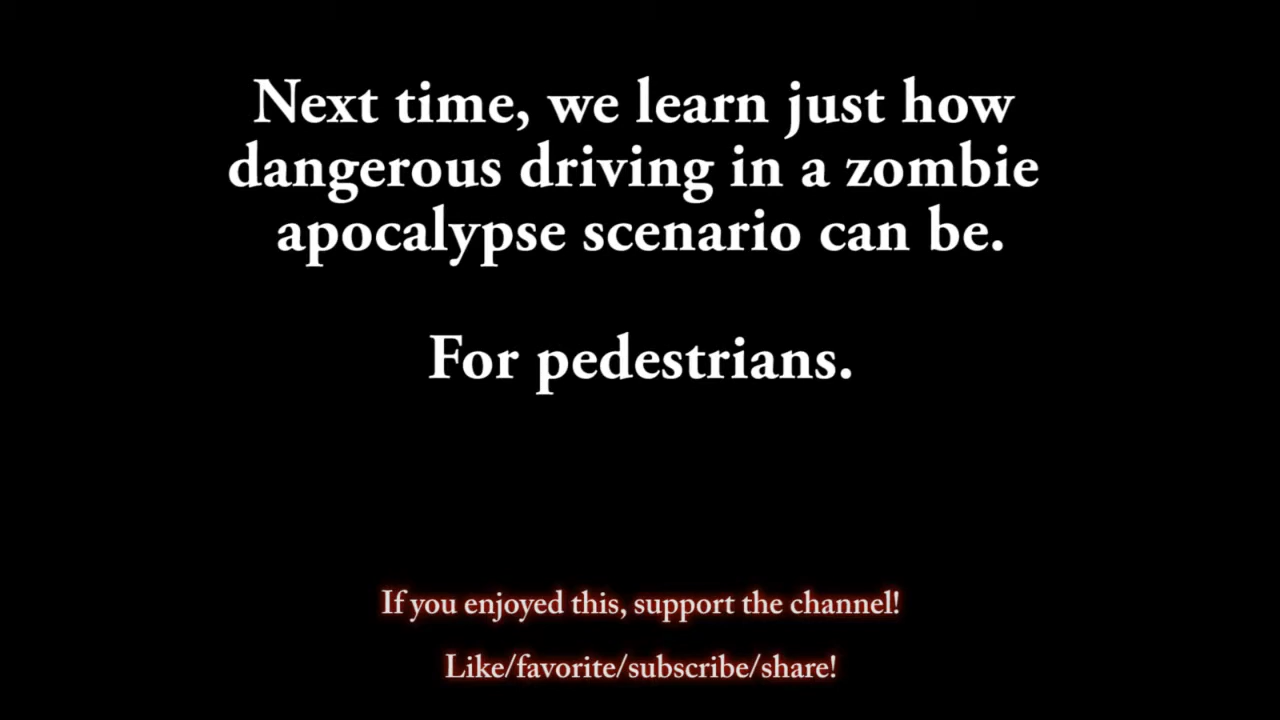 Next time, we learn just how
dangerous driving in a zombie
apocalypse scenario can be.
For pedestrians.
If you enjoyed this, support the channel!
Like/favorite/subscribe/share!